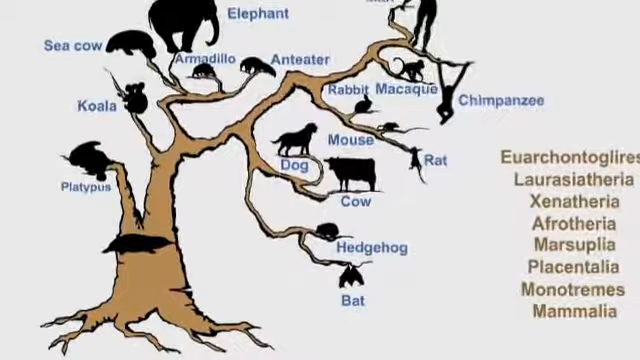 Man
Elephant
Sea cow
Armadillo
Anteater
Koala
Rabbit
Macaque
Chimpanzee
Mouse
Rat
Dog
Platypus
Cow
Hedgehog
Bat
Euarchontoglires
Laurasiatheria
Xenatheria
Afrotheria
Marsuplia
Placentalia
Monotremes
Mammalia